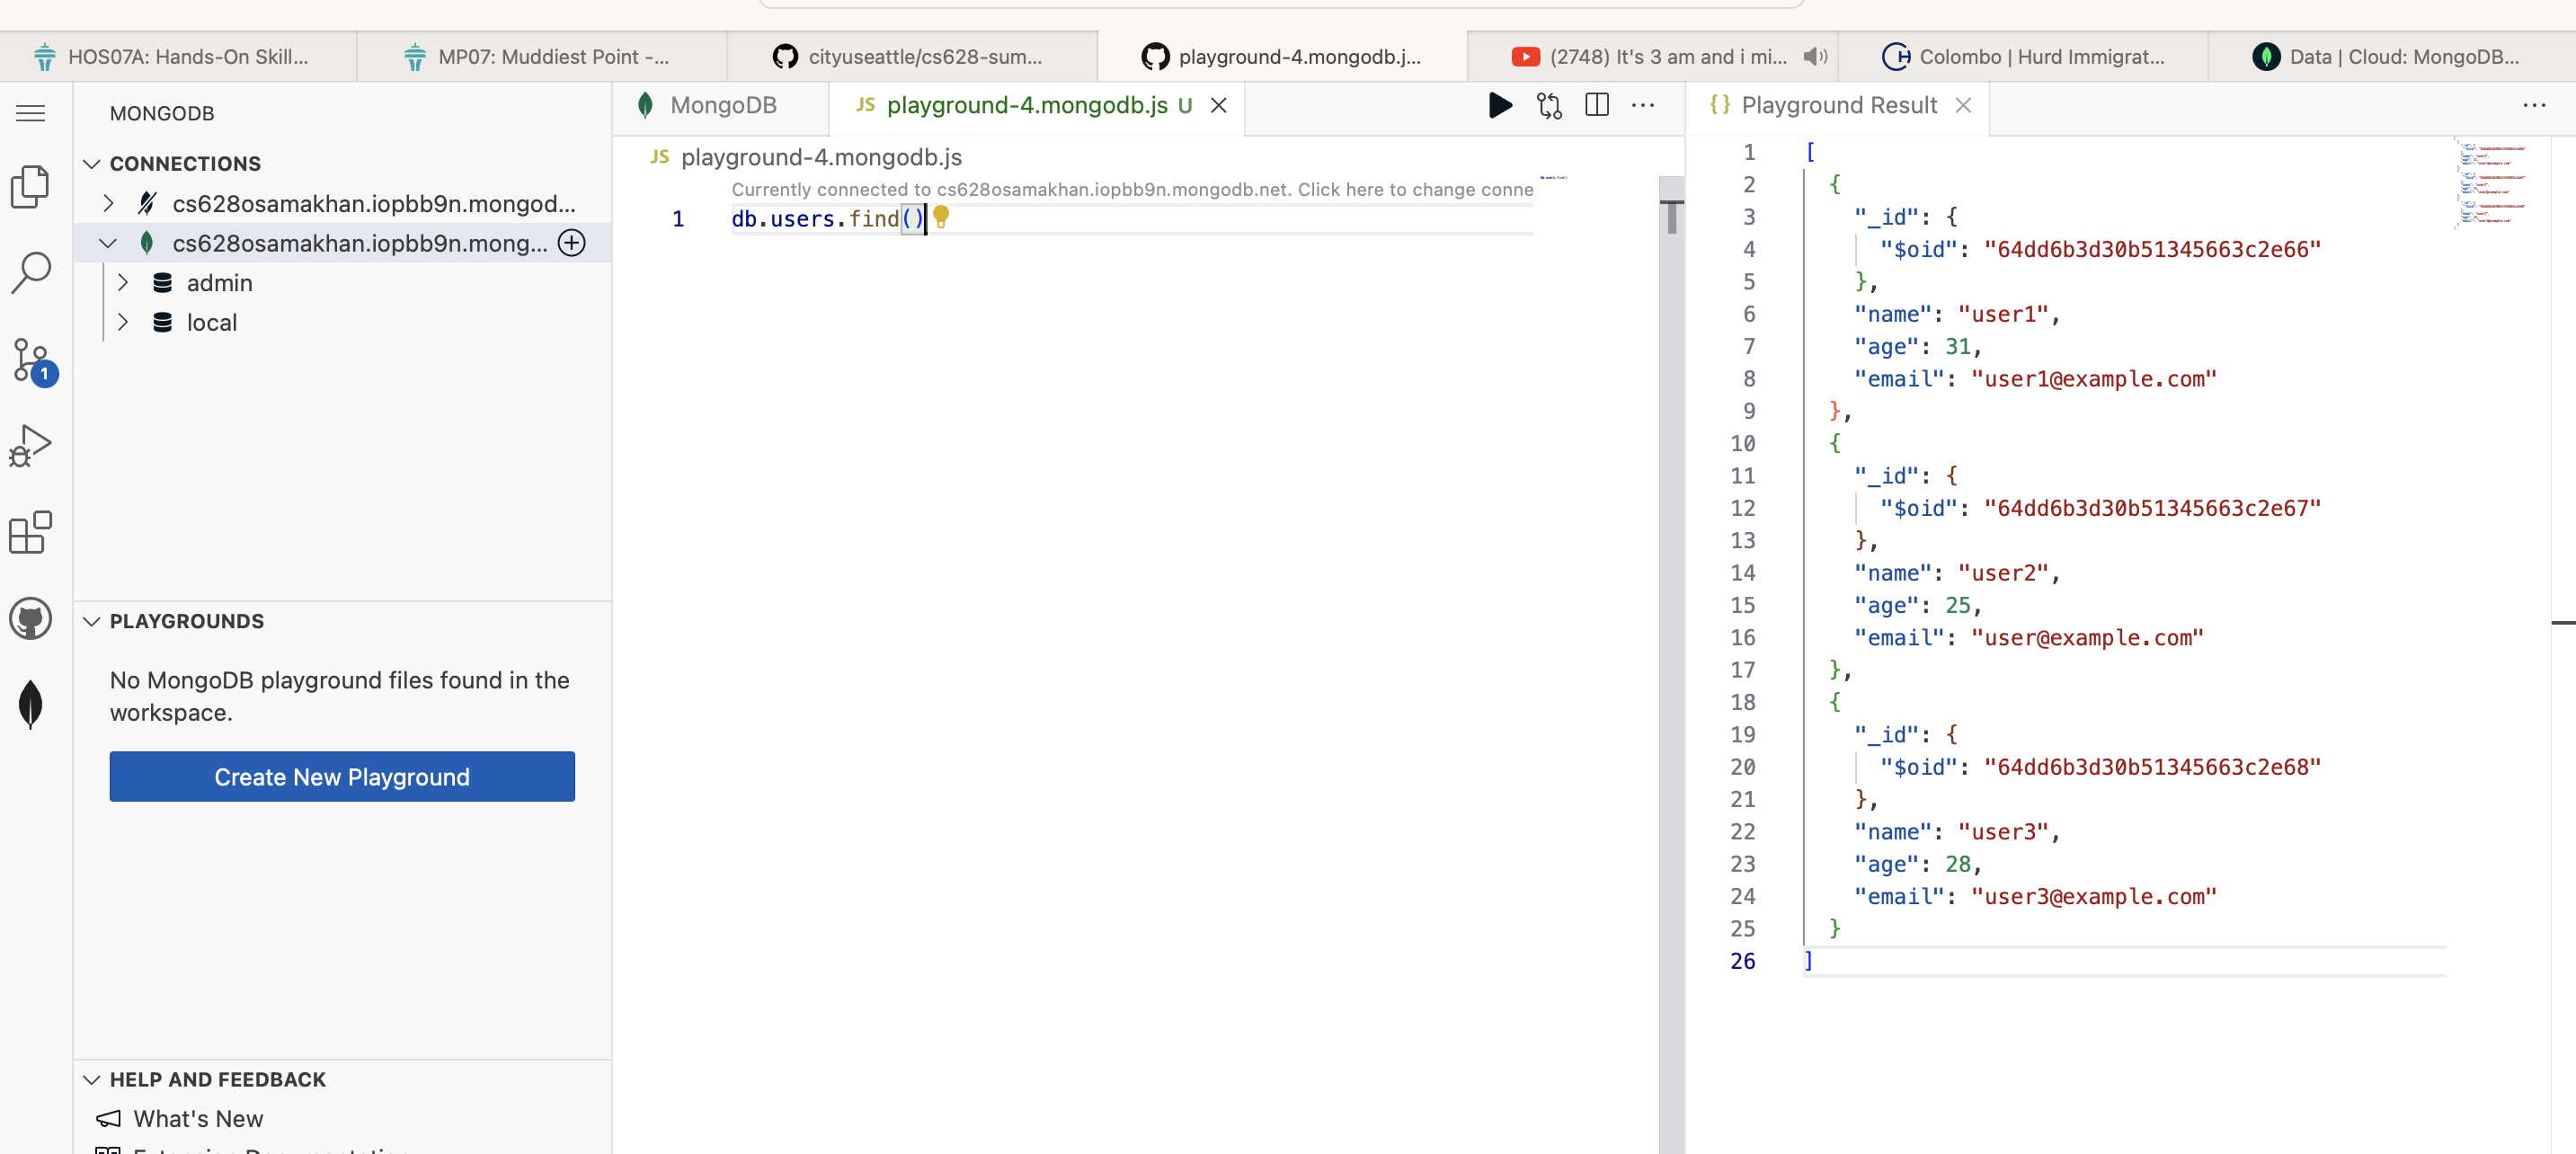 HOS07A: Hands-On Skill...
MP07: Muddiest Point -...
cityuseattle/cs628-sum...
playground-4.mongodb.j...
(2748) It's 3 am and i mi...
Colombo | Hurd Immigrat...
Data | Cloud: MongoDB...
MONGODB
CONNECTIONS
cs628osamakhan.iopbb9n.mongod...
cs628osamakhan.iopbb9n.mong...
admin
local
1
PLAYGROUNDS
No MongoDB playground files found in the
workspace.
Create New Playground
HELP AND FEEDBACK
What's New
Extension Documentation
MongoDB
JS playground-4.mongodb.js U
JS playground-4.mongodb.js
Currently connected to cs628osamakhan.iopbb9n.mongodb.net. Click here to change conne
1 db.users.find()
{} Playground Result
1 [
2 {
3 "_id": {
4 "$oid": "64dd6b3d30b51345663c2e66"
5 },
6 "name": "user1",
7 "age": 31,
8 "email": "user1@example.com"
9 },
10 {
11 "_id": {
12 "$oid": "64dd6b3d30b51345663c2e67"
13 },
14 "name": "user2",
15 "age": 25,
16 "email": "user@example.com"
17 },
18 {
19 "_id": {
20 "$oid": "64dd6b3d30b51345663c2e68"
21 },
22 "name": "user3",
23 "age": 28,
24 "email": "user3@example.com"
25 }
26 ]